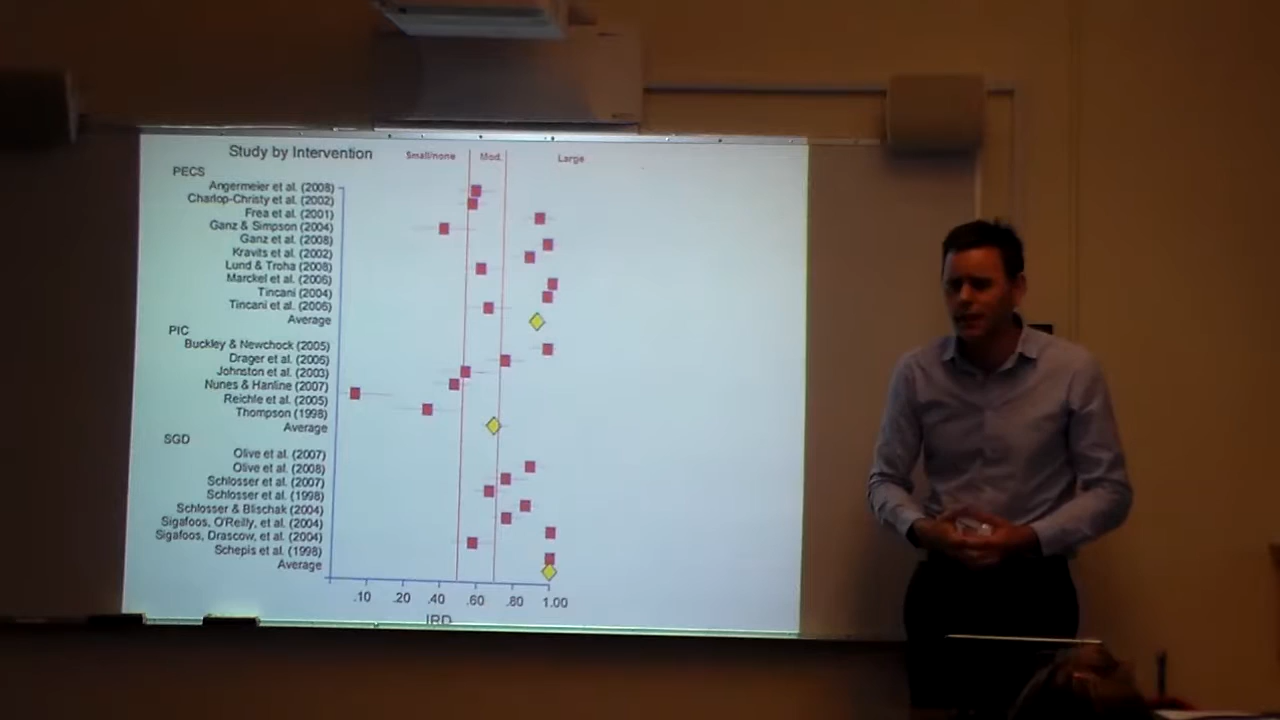 Study by Intervention
Small/none Mod. Large
PECS
Angermeier et al. (2008)
Charlop-Christy et al. (2002)
Frea et al. (2001)
Ganz & Simpson (2004)
Ganz et al. (2008)
Kravits et al. (2002)
Lund & Troha (2008)
Marckel et al. (2006)
Tincani (2004)
Tincani et al. (2006)
Average
PIC
Buckley & Newchock (2005)
Drager et al. (2006)
Johnston et al. (2003)
Nunes & Hanline (2007)
Reichle et al. (2005)
Thompson (1998)
Average
SGD
Olive et al. (2007)
Olive et al. (2008)
Schlosser et al. (2007)
Schlosser et al. (1998)
Schlosser & Blischak (2004)
Sigafoos, O'Reilly, et al. (2004)
Sigafoos, Drascow, et al. (2004)
Schepis et al. (1998)
Average
.10 .20 .40 .60 .80 1.00
IRD